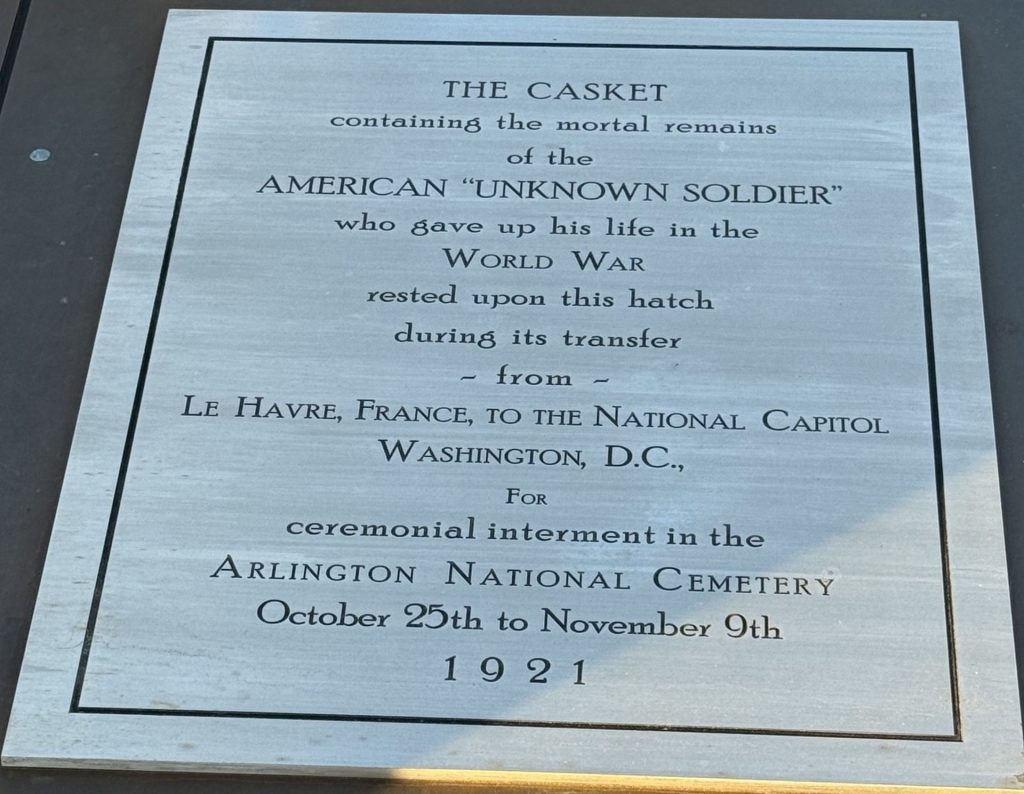 THE CASKET
containing the mortal remains
of the
AMERICAN “UNKNOWN SOLDIER”
who gave up his life in the
WORLD WAR
rested upon this hatch
during its transfer
~ from ~
LE HAVRE, FRANCE, TO THE NATIONAL CAPITOL
WASHINGTON, D.C.,
FOR
ceremonial interment in the
ARLINGTON NATIONAL CEMETERY
October 25th to November 9th
1921